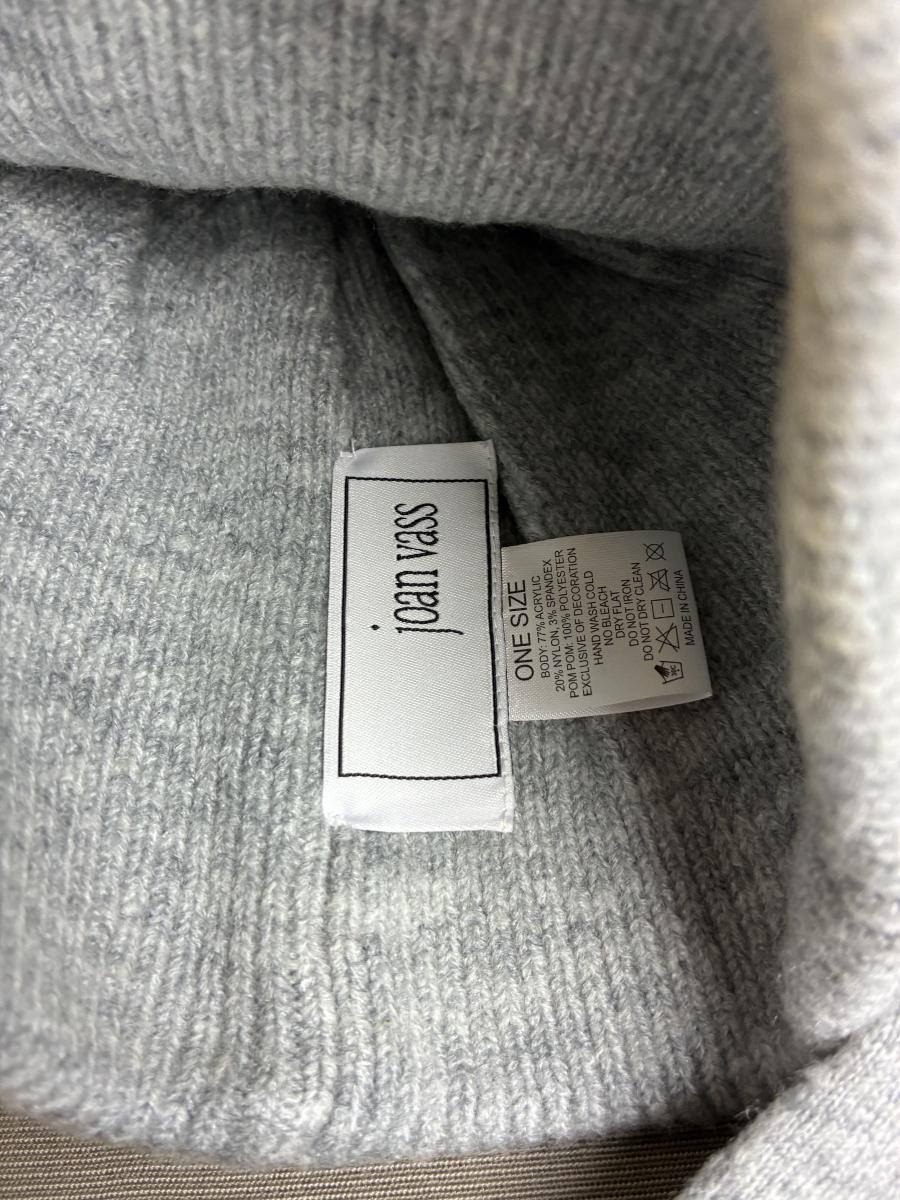 joan vass
ONE SIZE
BODY: 77% ACRYLIC
20% NYLON, 3% SPANDEX
POM POM: 100% POLYESTER
EXCLUSIVE OF DECORATION
HAND WASH COLD
NO BLEACH
DRY FLAT
DO NOT IRON
DO NOT DRY CLEAN
MADE IN CHINA